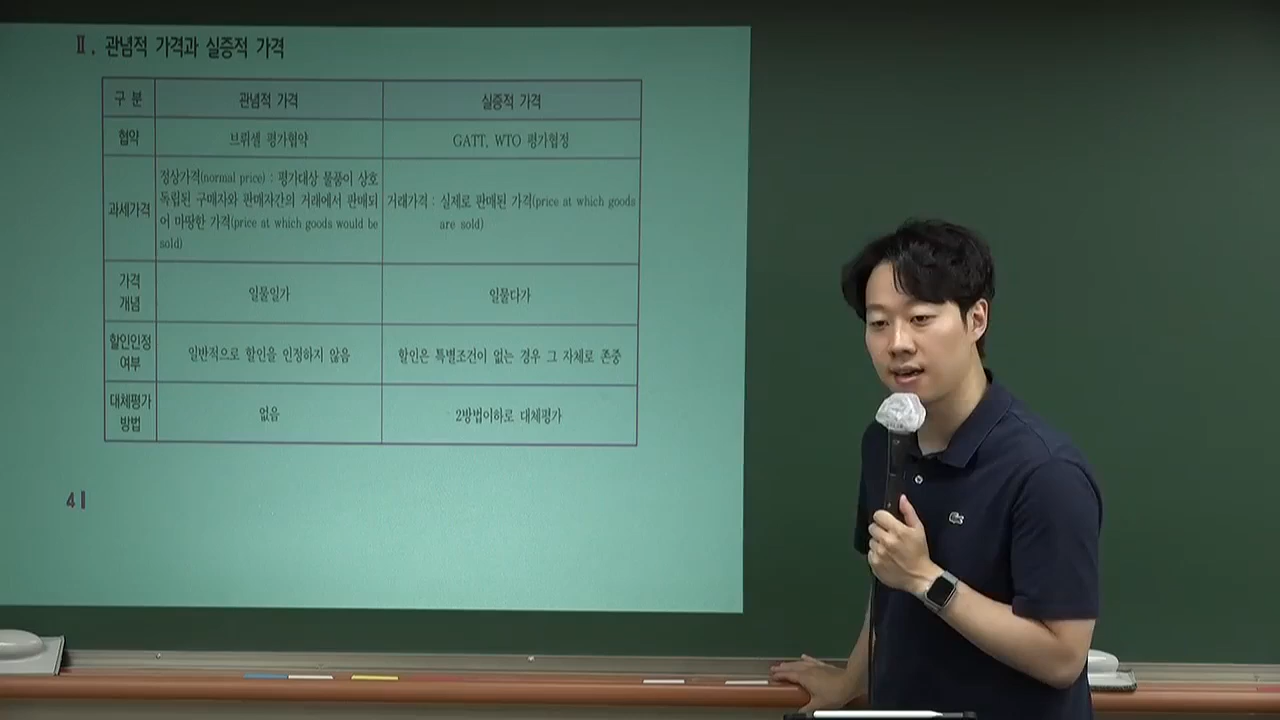 Ⅱ. 관념적 가격과 실증적 가격
구 분 관념적 가격 실증적 가격
협약 브뤼셀 평가협약 GATT, WTO 평가협정
과세가격
정상가격(normal price) : 평가대상 물품이 상호
독립된 구매자와 판매자간의 거래에서 판매되
어 마땅한 가격(price at which goods would be
sold)
거래가격 : 실제로 판매된 가격(price at which goods
are sold)
가격
개념
일물일가
일물다가
할인인정
여부
일반적으로 할인을 인정하지 않음
할인은 특별조건이 없는 경우 그 자체로 존중
대체평가
방법
없음
2방법이하로 대체평가
4